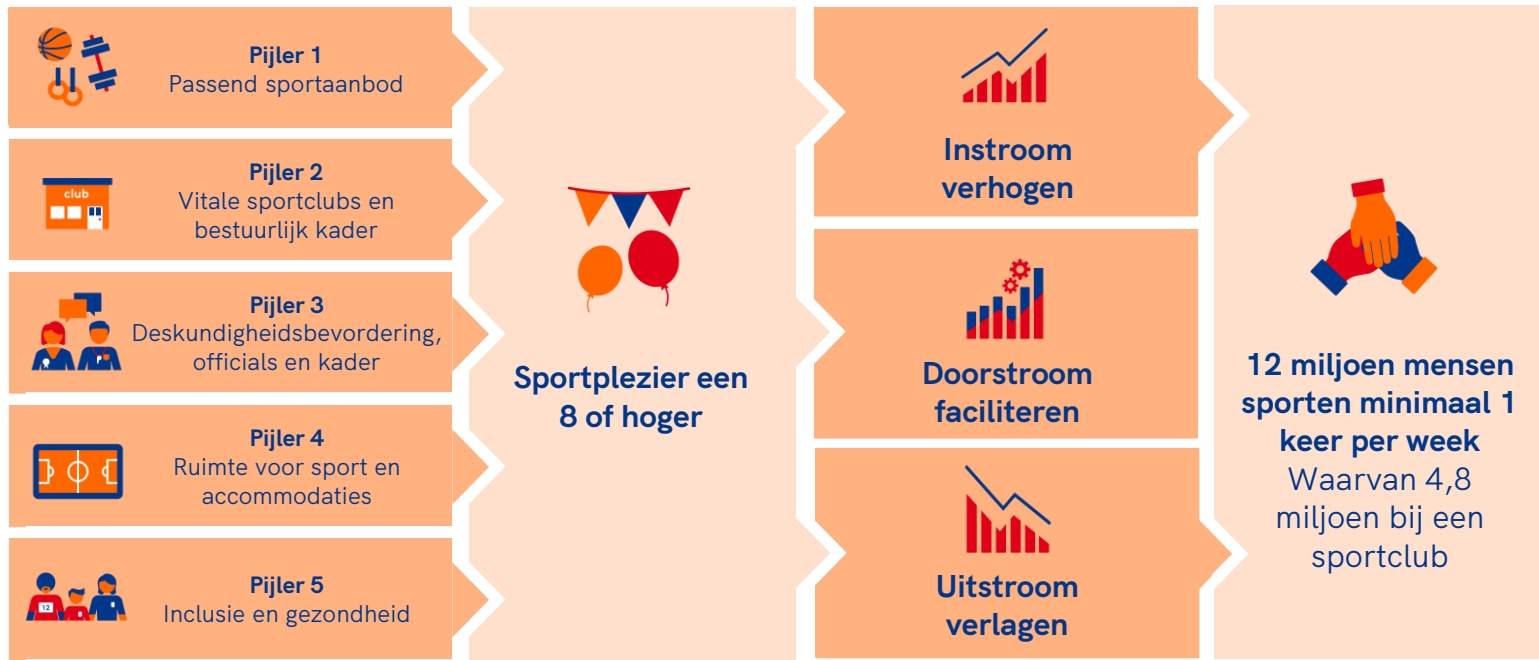 Pijler 1
Passend sportaanbod
club
Pijler 2
Vitale sportclubs en
bestuurlijk kader
Pijler 3
Deskundigheidsbevordering,
officials en kader
Pijler 4
Ruimte voor sport en
accommodaties
12
Pijler 5
Inclusie en gezondheid
Sportplezier een
8 of hoger
Instroom
verhogen
Doorstroom
faciliteren
Uitstroom
verlagen
12 miljoen mensen
sporten minimaal 1
keer per week
Waarvan 4,8
miljoen bij een
sportclub